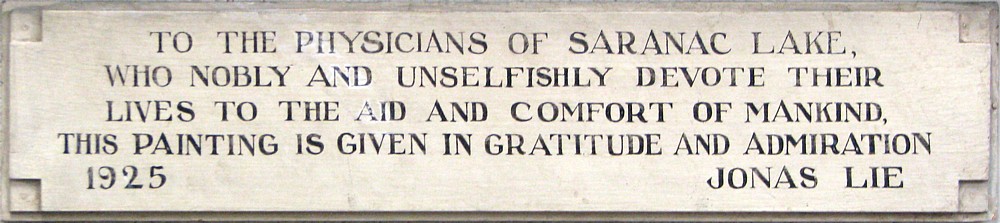 TO THE PHYSICIANS OF SARANAC LAKE,
WHO NOBLY AND UNSELFISHLY DEVOTE THEIR
LIVES TO THE AID AND COMFORT OF MANKIND,
THIS PAINTING IS GIVEN IN GRATITUDE AND ADMIRATION
1925 JONAS LIE